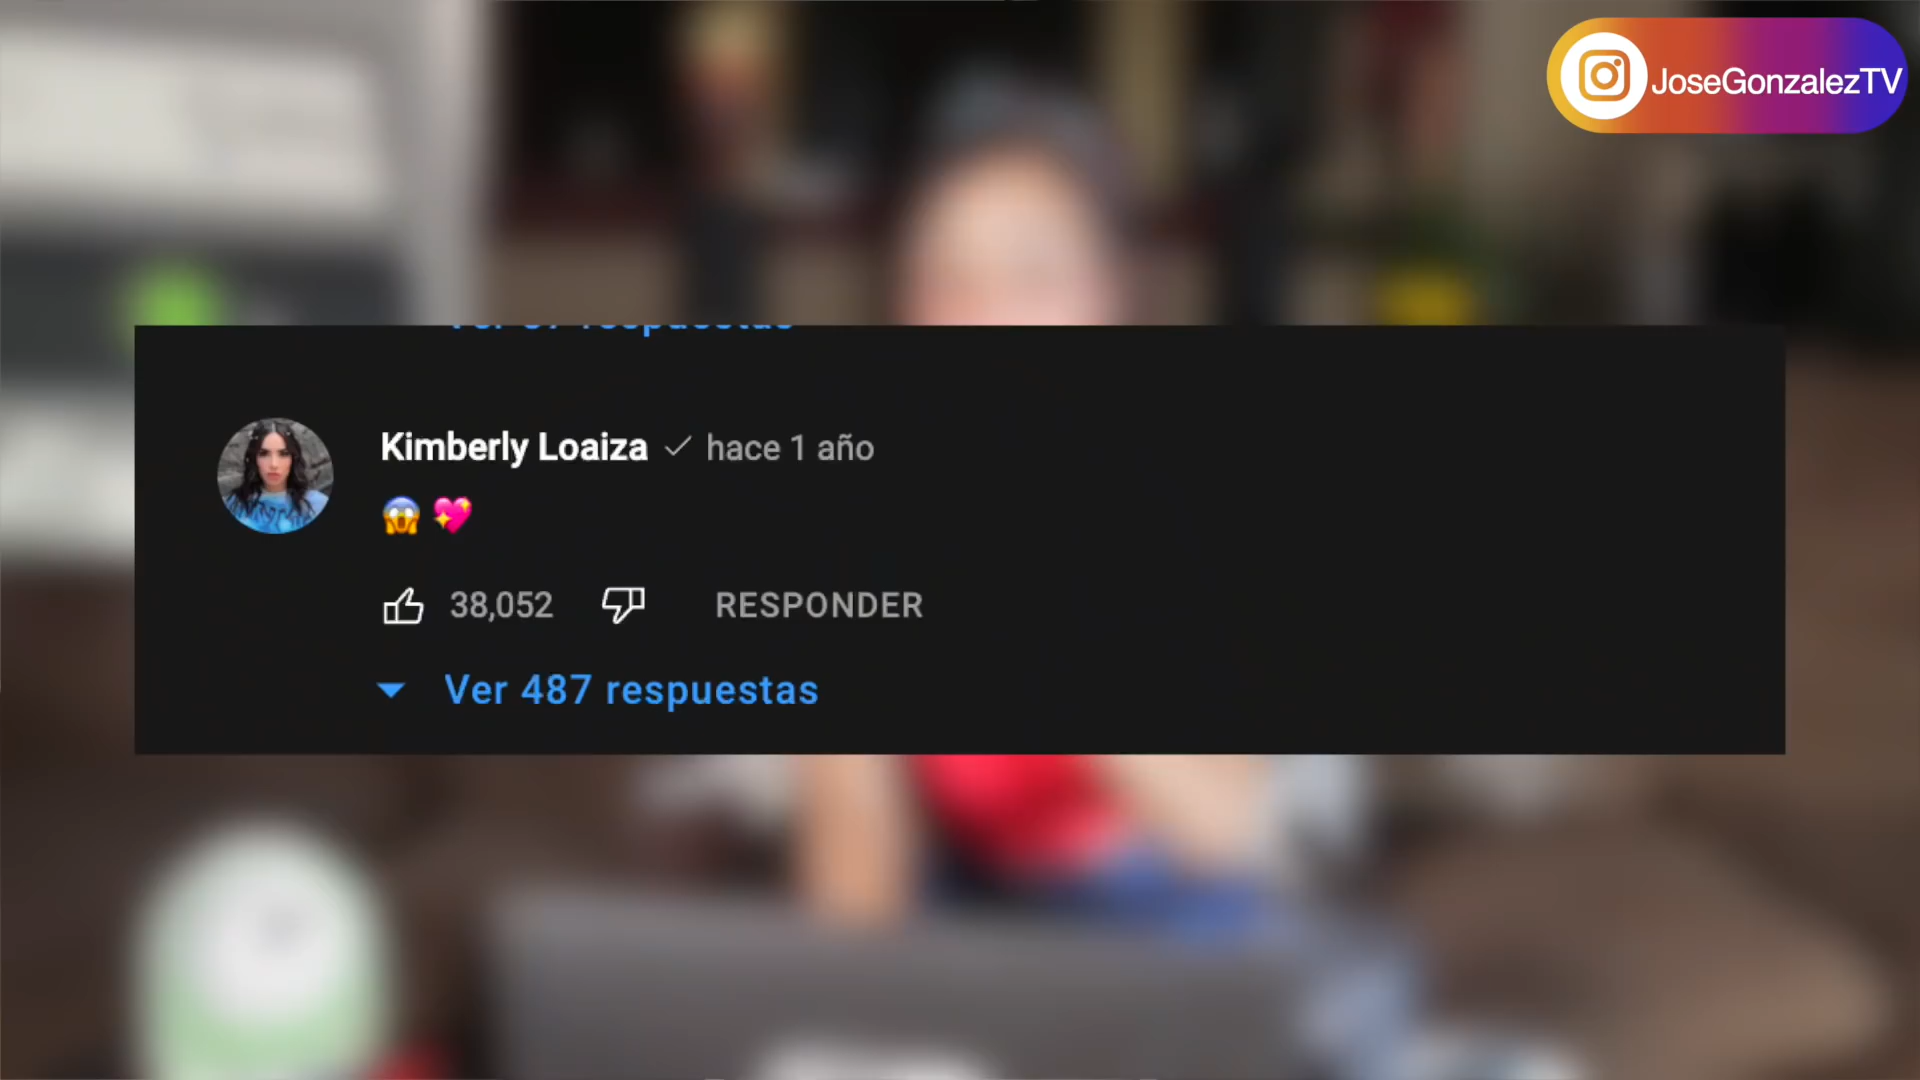 JoseGonzalezTV
Kimberly Loaiza hace 1 año
😱 💖
38,052 RESPONDER
Ver 487 respuestas